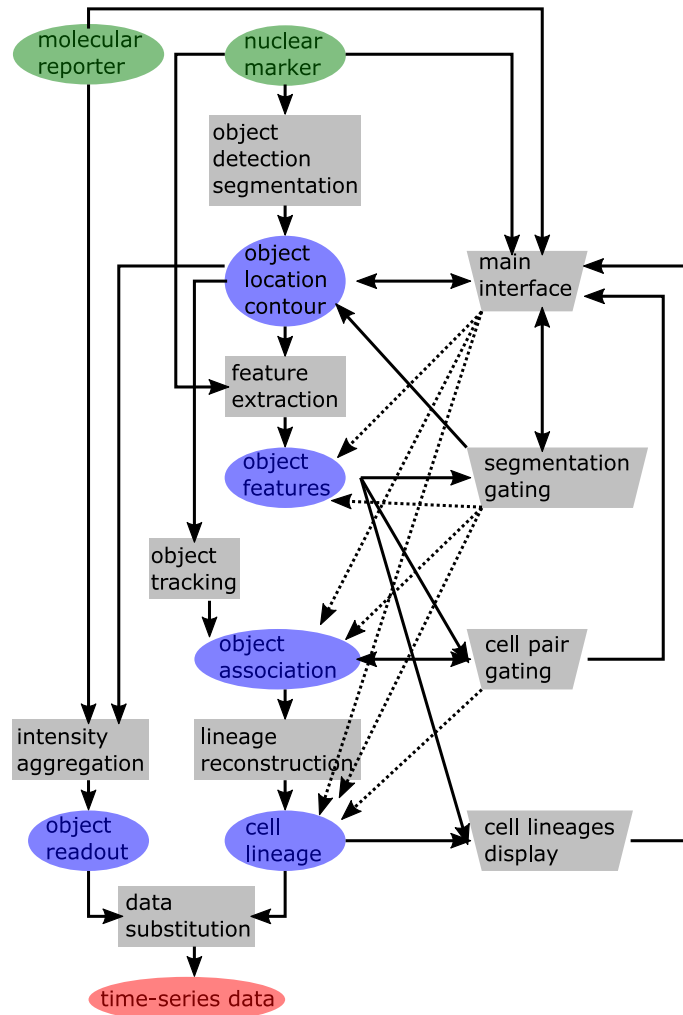 molecular
reporter
nuclear
marker
object
detection
segmentation
object
location
contour
main
interface
feature
extraction
object
features
segmentation
gating
object
tracking
object
association
cell pair
gating
intensity
aggregation
lineage
reconstruction
object
readout
cell
lineage
cell lineages
display
data
substitution
time-series data